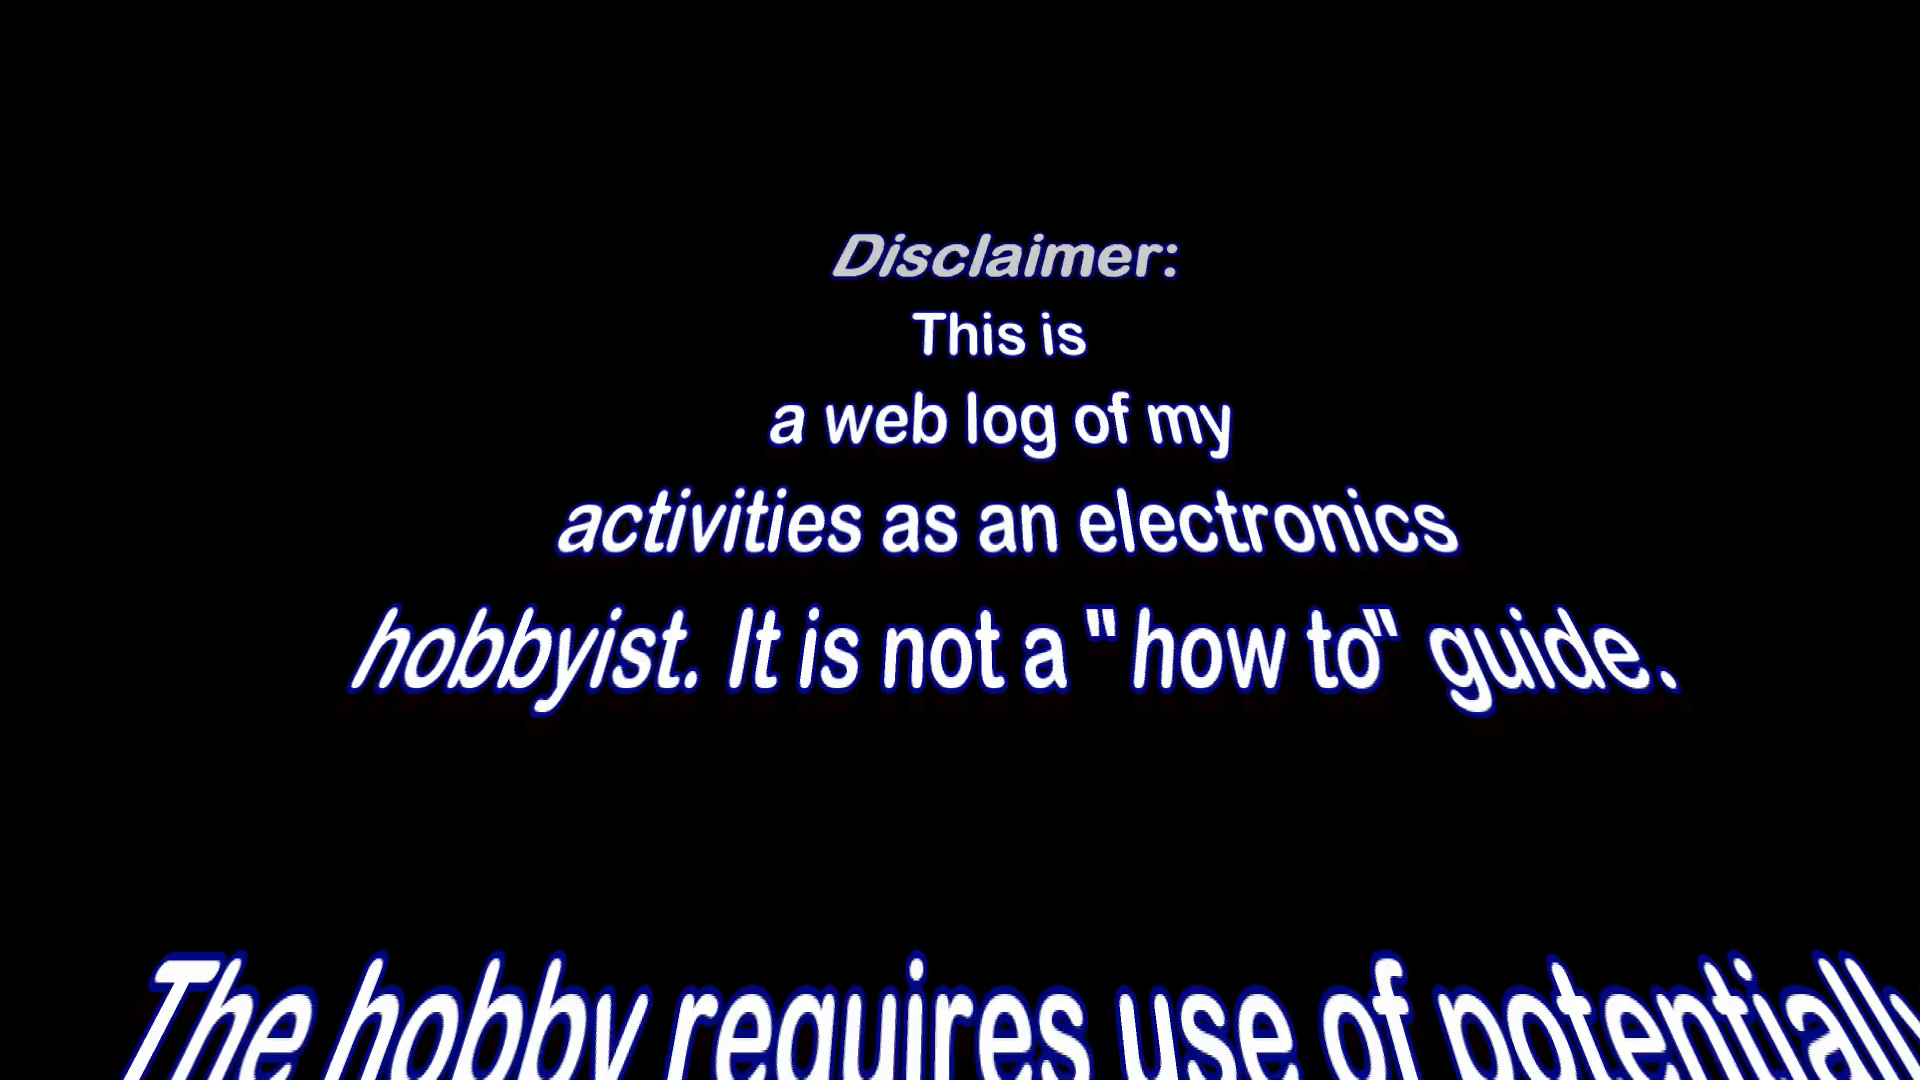 Disclaimer:
This is
a web log of my
activities as an electronics
hobbyist. It is not a "how to" guide.
The hobby requires use of potentially